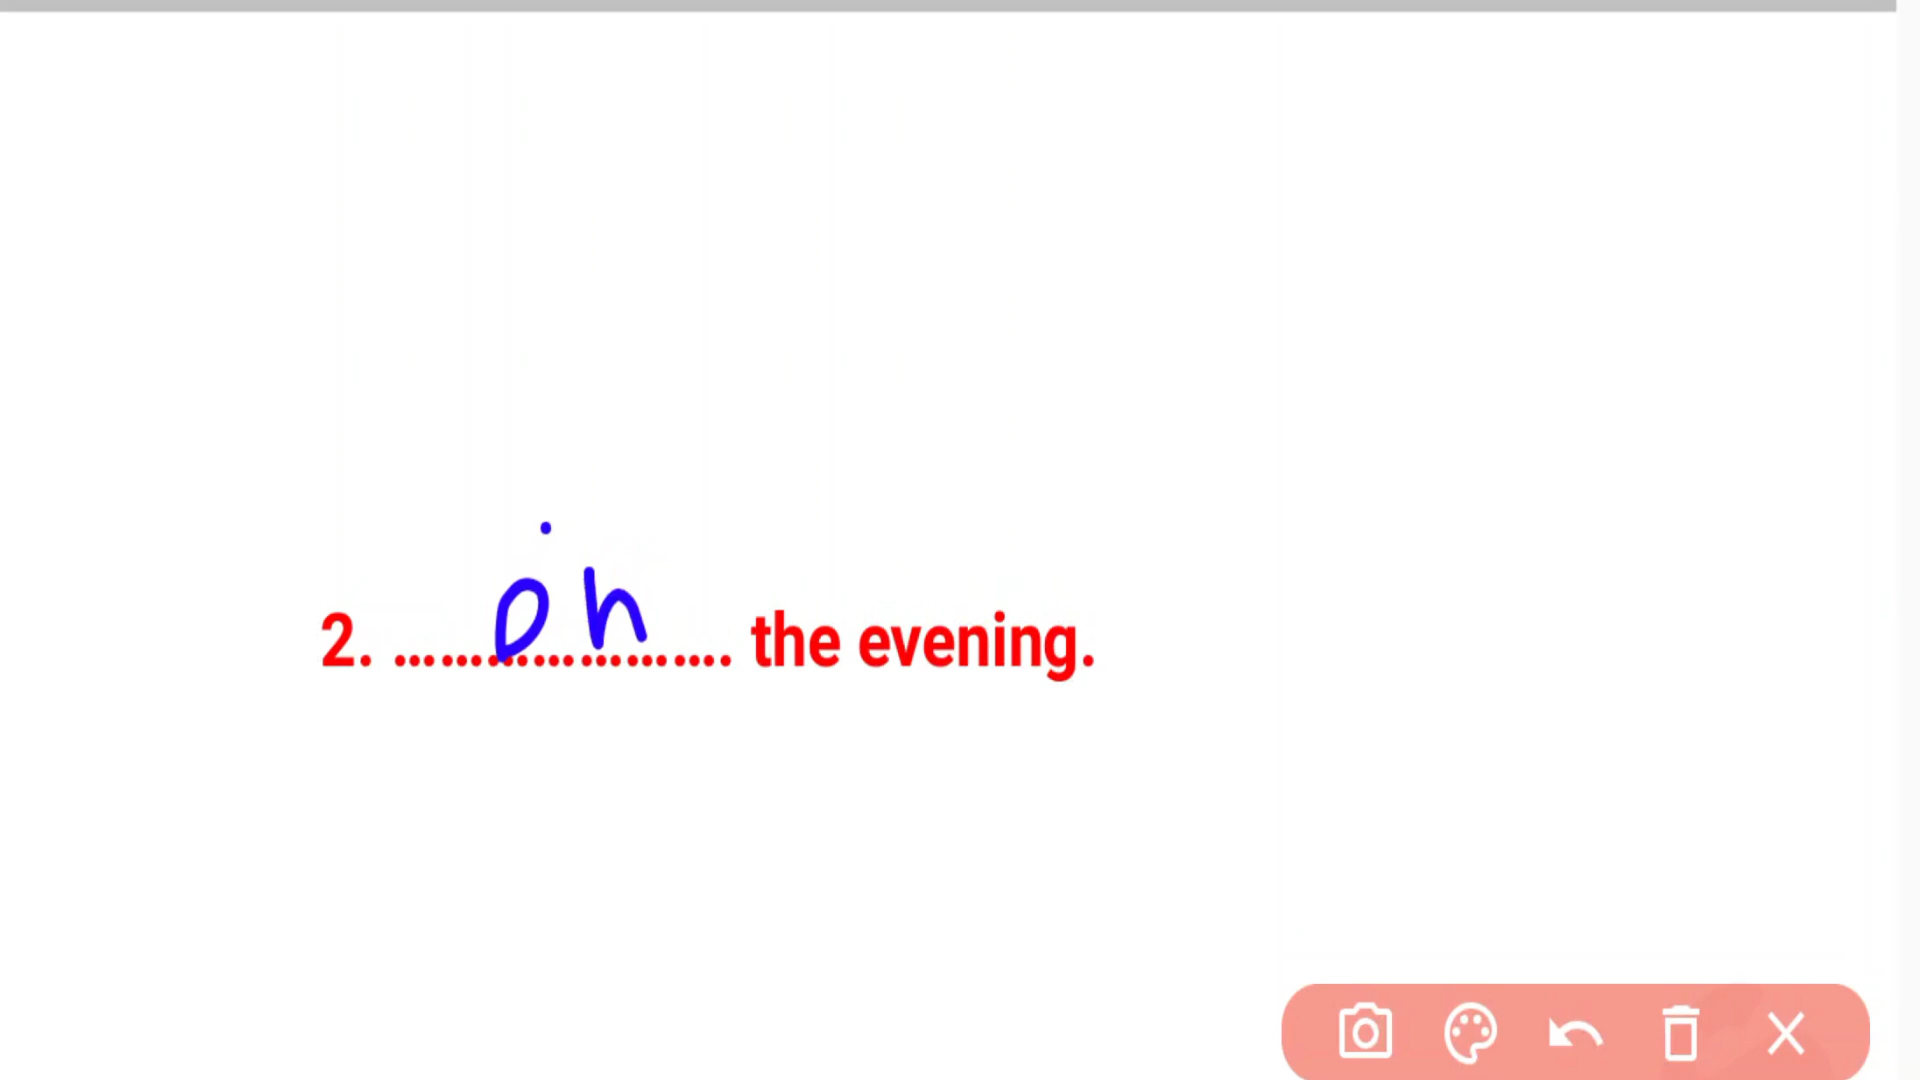 2. ...... on ...... the evening.